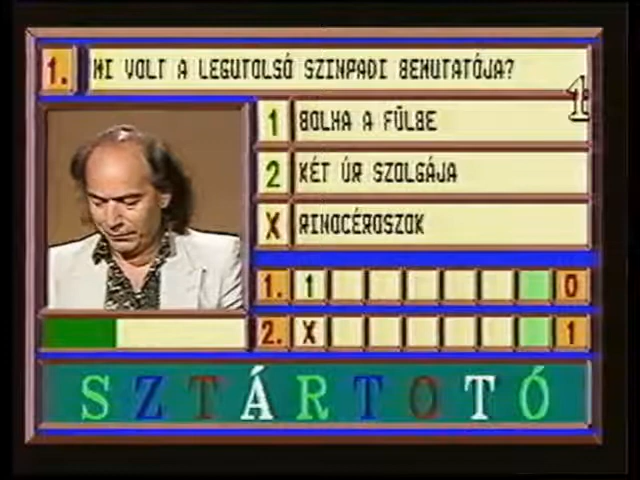 1. MI VOLT A LEGUTOLSÓ SZINPADI BEMUTATÓJA?
1
1 BOLHA A FÜLBE
2 KÉT ÚR SZOLGÁJA
X RINOCÉROSZOK
1. 1 0
2. X 1
SZTÁRTOTÓ